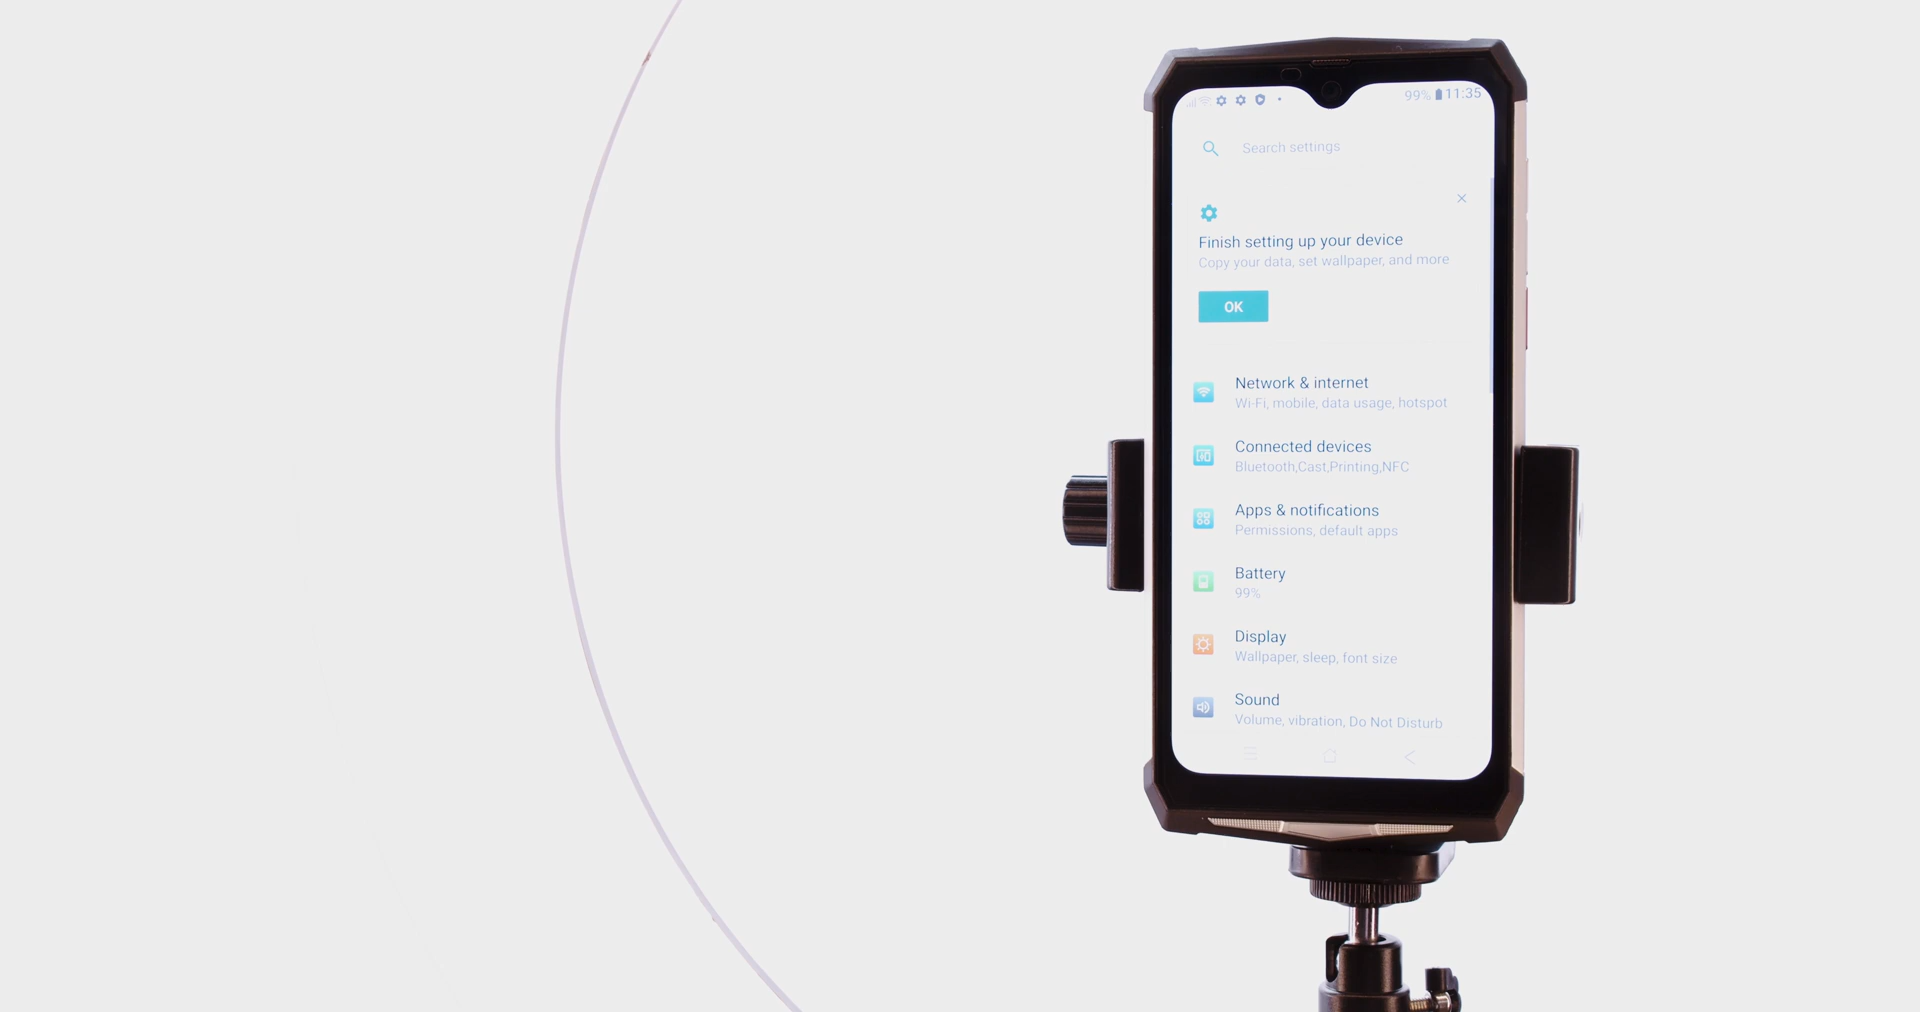 99% 11:35
Search settings
Finish setting up your device
Copy your data, set wallpaper, and more
OK
Network & internet
Wi-Fi, mobile, data usage, hotspot
Connected devices
Bluetooth,Cast,Printing,NFC
Apps & notifications
Permissions, default apps
Battery
99%
Display
Wallpaper, sleep, font size
Sound
Volume, vibration, Do Not Disturb